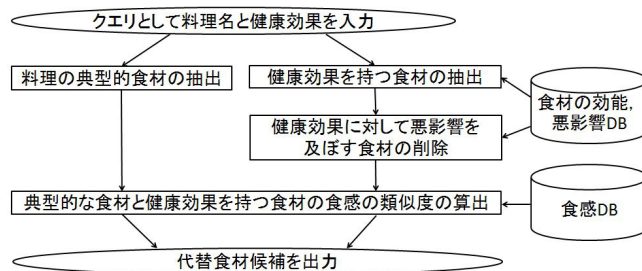 クエリとして料理名と健康効果を入力
料理の典型的食材の抽出
健康効果を持つ食材の抽出
食材の効能,
悪影響DB
健康効果に対して悪影響を
及ぼす食材の削除
典型的な食材と健康効果を持つ食材の食感の類似度の算出
食感DB
代替食材候補を出力